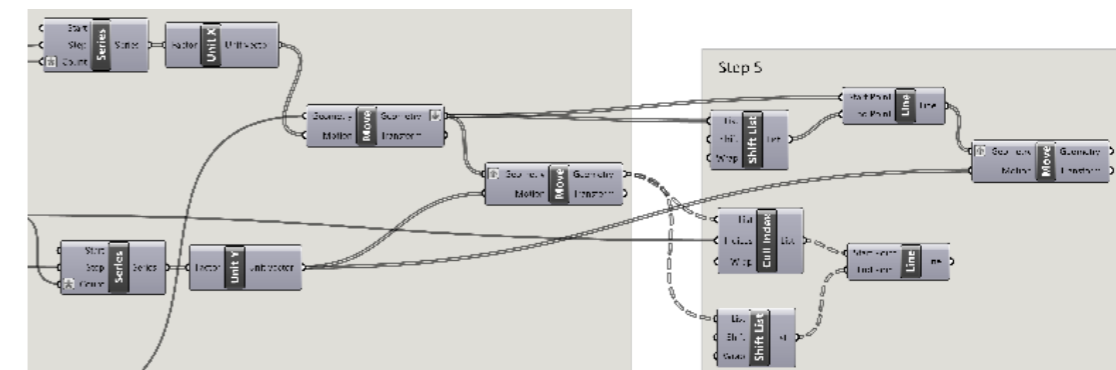 Start
Step
Count
Series
Series
Factor
Unit X
Unit vector
Geometry
Motion
Move
Geometry
Transform
Geometry
Motion
Move
Geometry
Transform
Start
Step
Count
Series
Series
Factor
Unit Y
Unit vector
Step 5
Start Point
End Point
Line
Line
List
Shift
Wrap
Shift List
List
Geometry
Motion
Move
Geometry
Transform
List
Indices
Wrap
Cull Index
List
Start Point
End Point
Line
Line
List
Shift
Wrap
Shift List